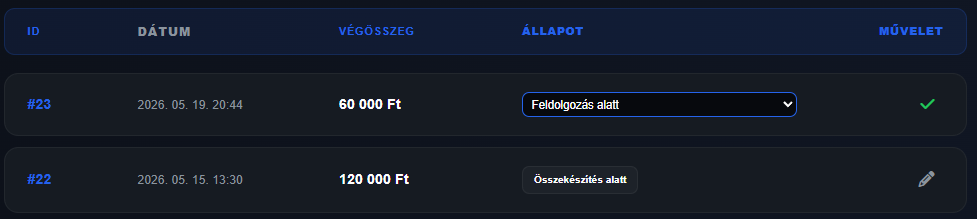 ID DÁTUM VÉGÖSSZEG ÁLLAPOT MŰVELET
#23 2026. 05. 19. 20:44 60 000 Ft Feldolgozás alatt
#22 2026. 05. 15. 13:30 120 000 Ft Összekészítés alatt